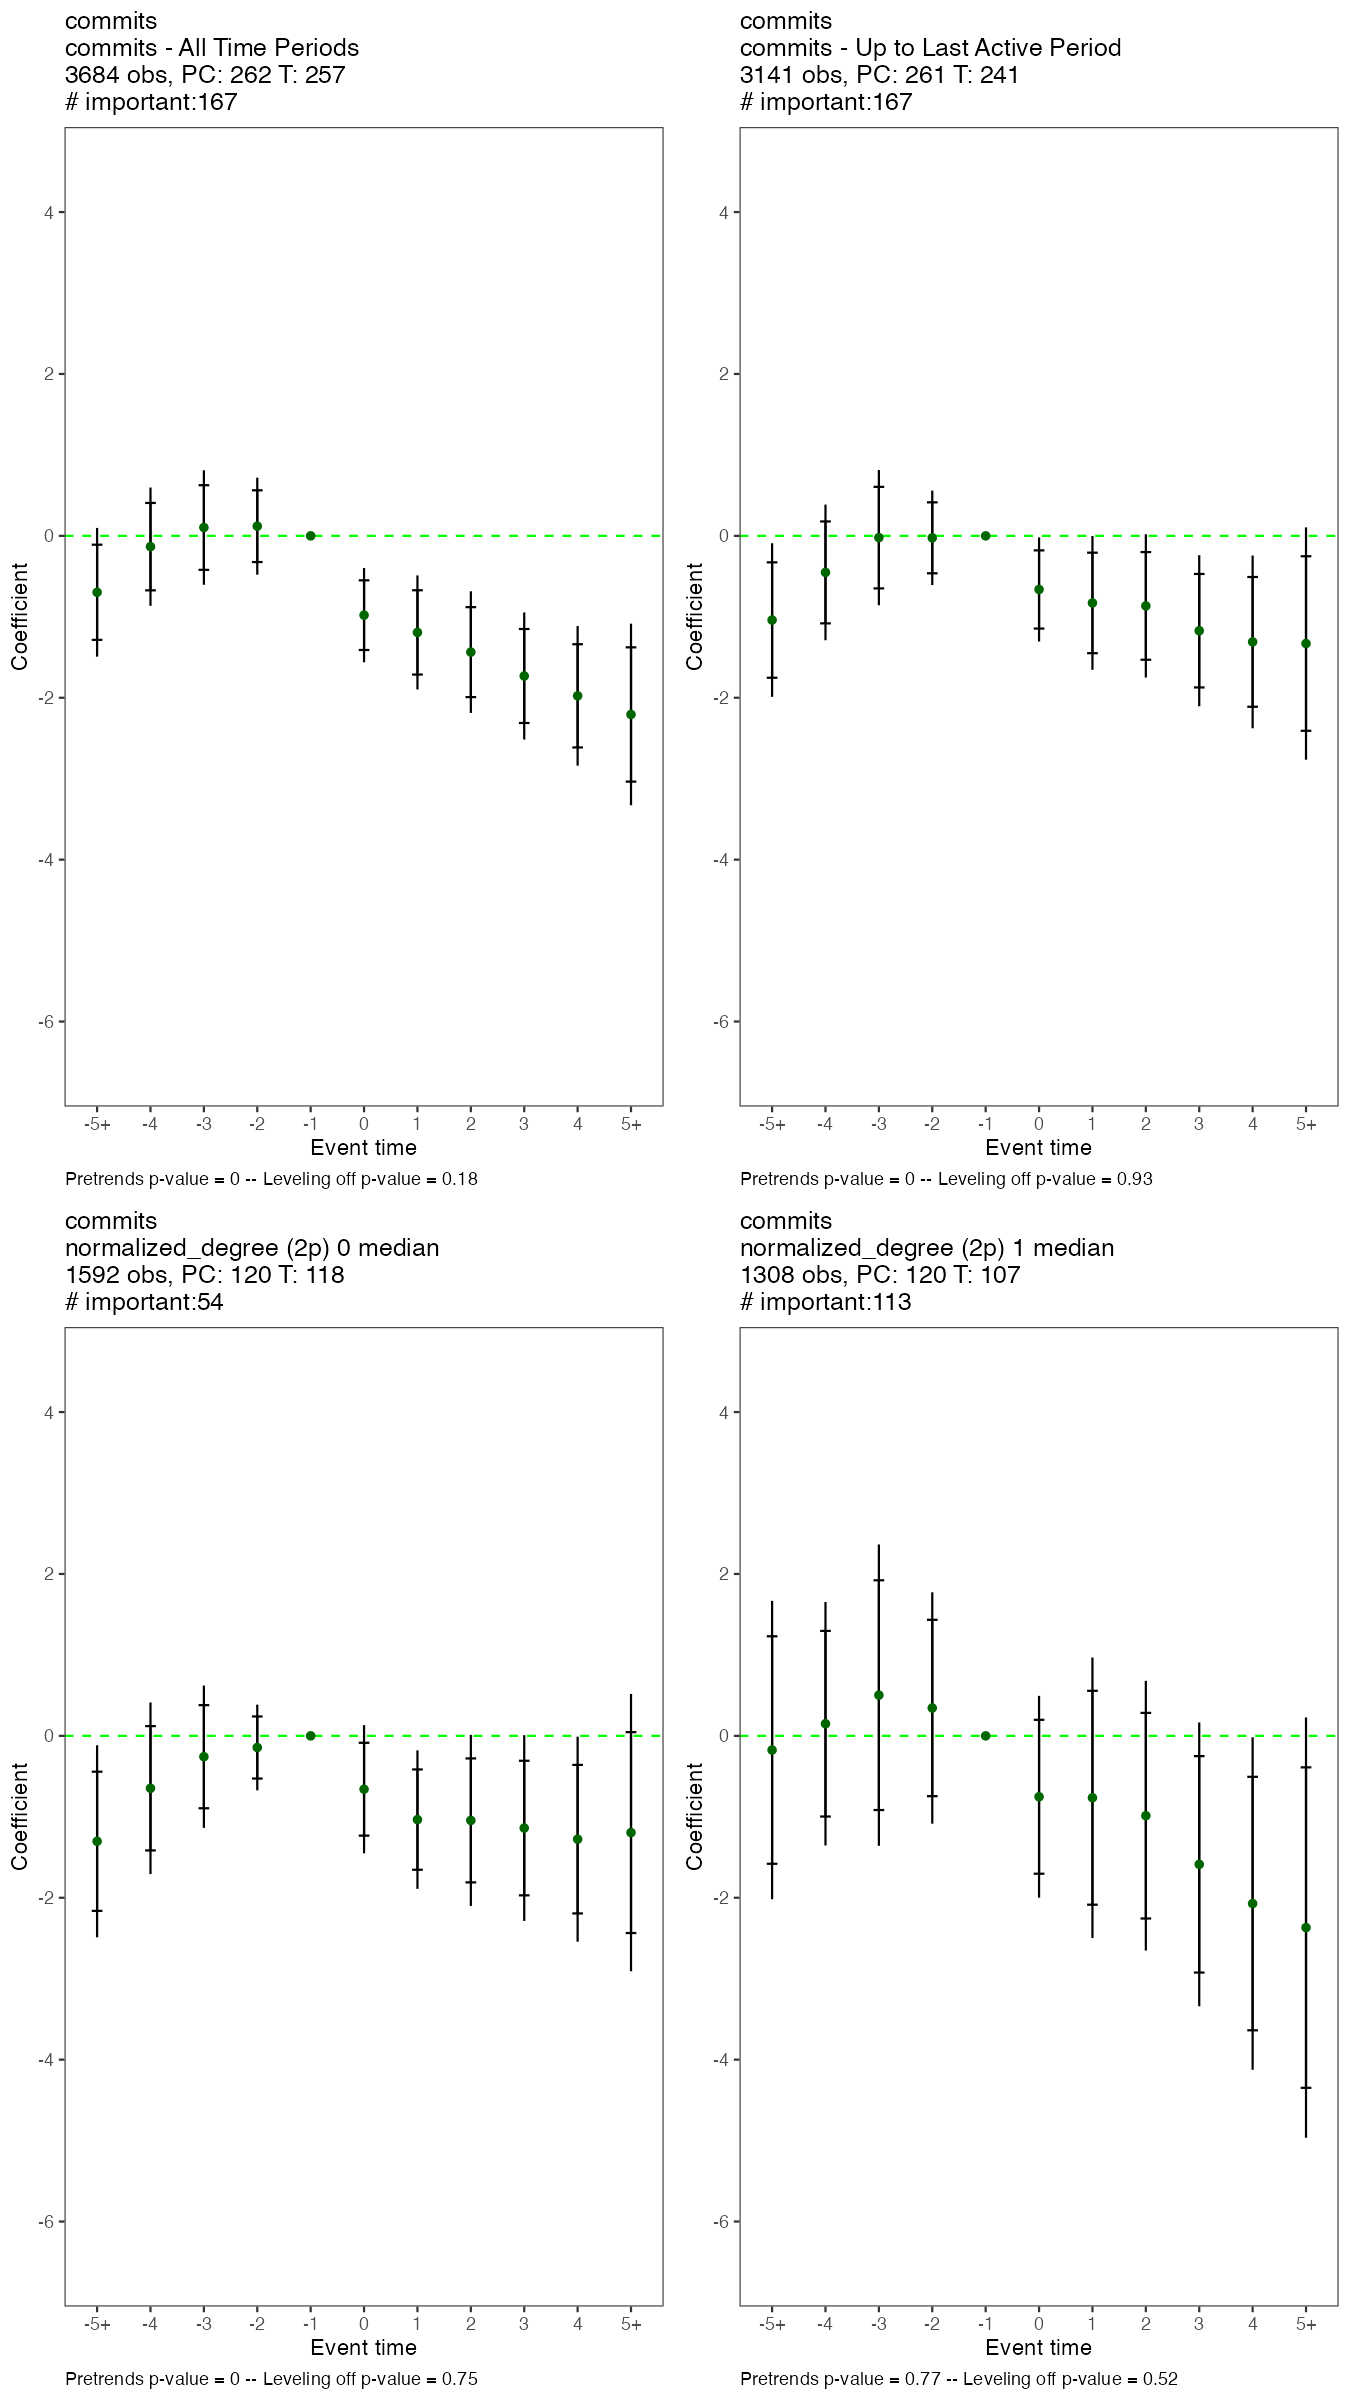 commits
commits - All Time Periods
3684 obs, PC: 262 T: 257
# important:167
4
2
0
-2
-4
-6
Coefficient
-5+ -4 -3 -2 -1 0 1 2 3 4 5+
Event time
Pretrends p-value = 0 -- Leveling off p-value = 0.18
commits
commits - Up to Last Active Period
3141 obs, PC: 261 T: 241
# important:167
4
2
0
-2
-4
-6
Coefficient
-5+ -4 -3 -2 -1 0 1 2 3 4 5+
Event time
Pretrends p-value = 0 -- Leveling off p-value = 0.93
commits
normalized_degree (2p) 0 median
1592 obs, PC: 120 T: 118
# important:54
4
2
0
-2
-4
-6
Coefficient
-5+ -4 -3 -2 -1 0 1 2 3 4 5+
Event time
Pretrends p-value = 0 -- Leveling off p-value = 0.75
commits
normalized_degree (2p) 1 median
1308 obs, PC: 120 T: 107
# important:113
4
2
0
-2
-4
-6
Coefficient
-5+ -4 -3 -2 -1 0 1 2 3 4 5+
Event time
Pretrends p-value = 0.77 -- Leveling off p-value = 0.52